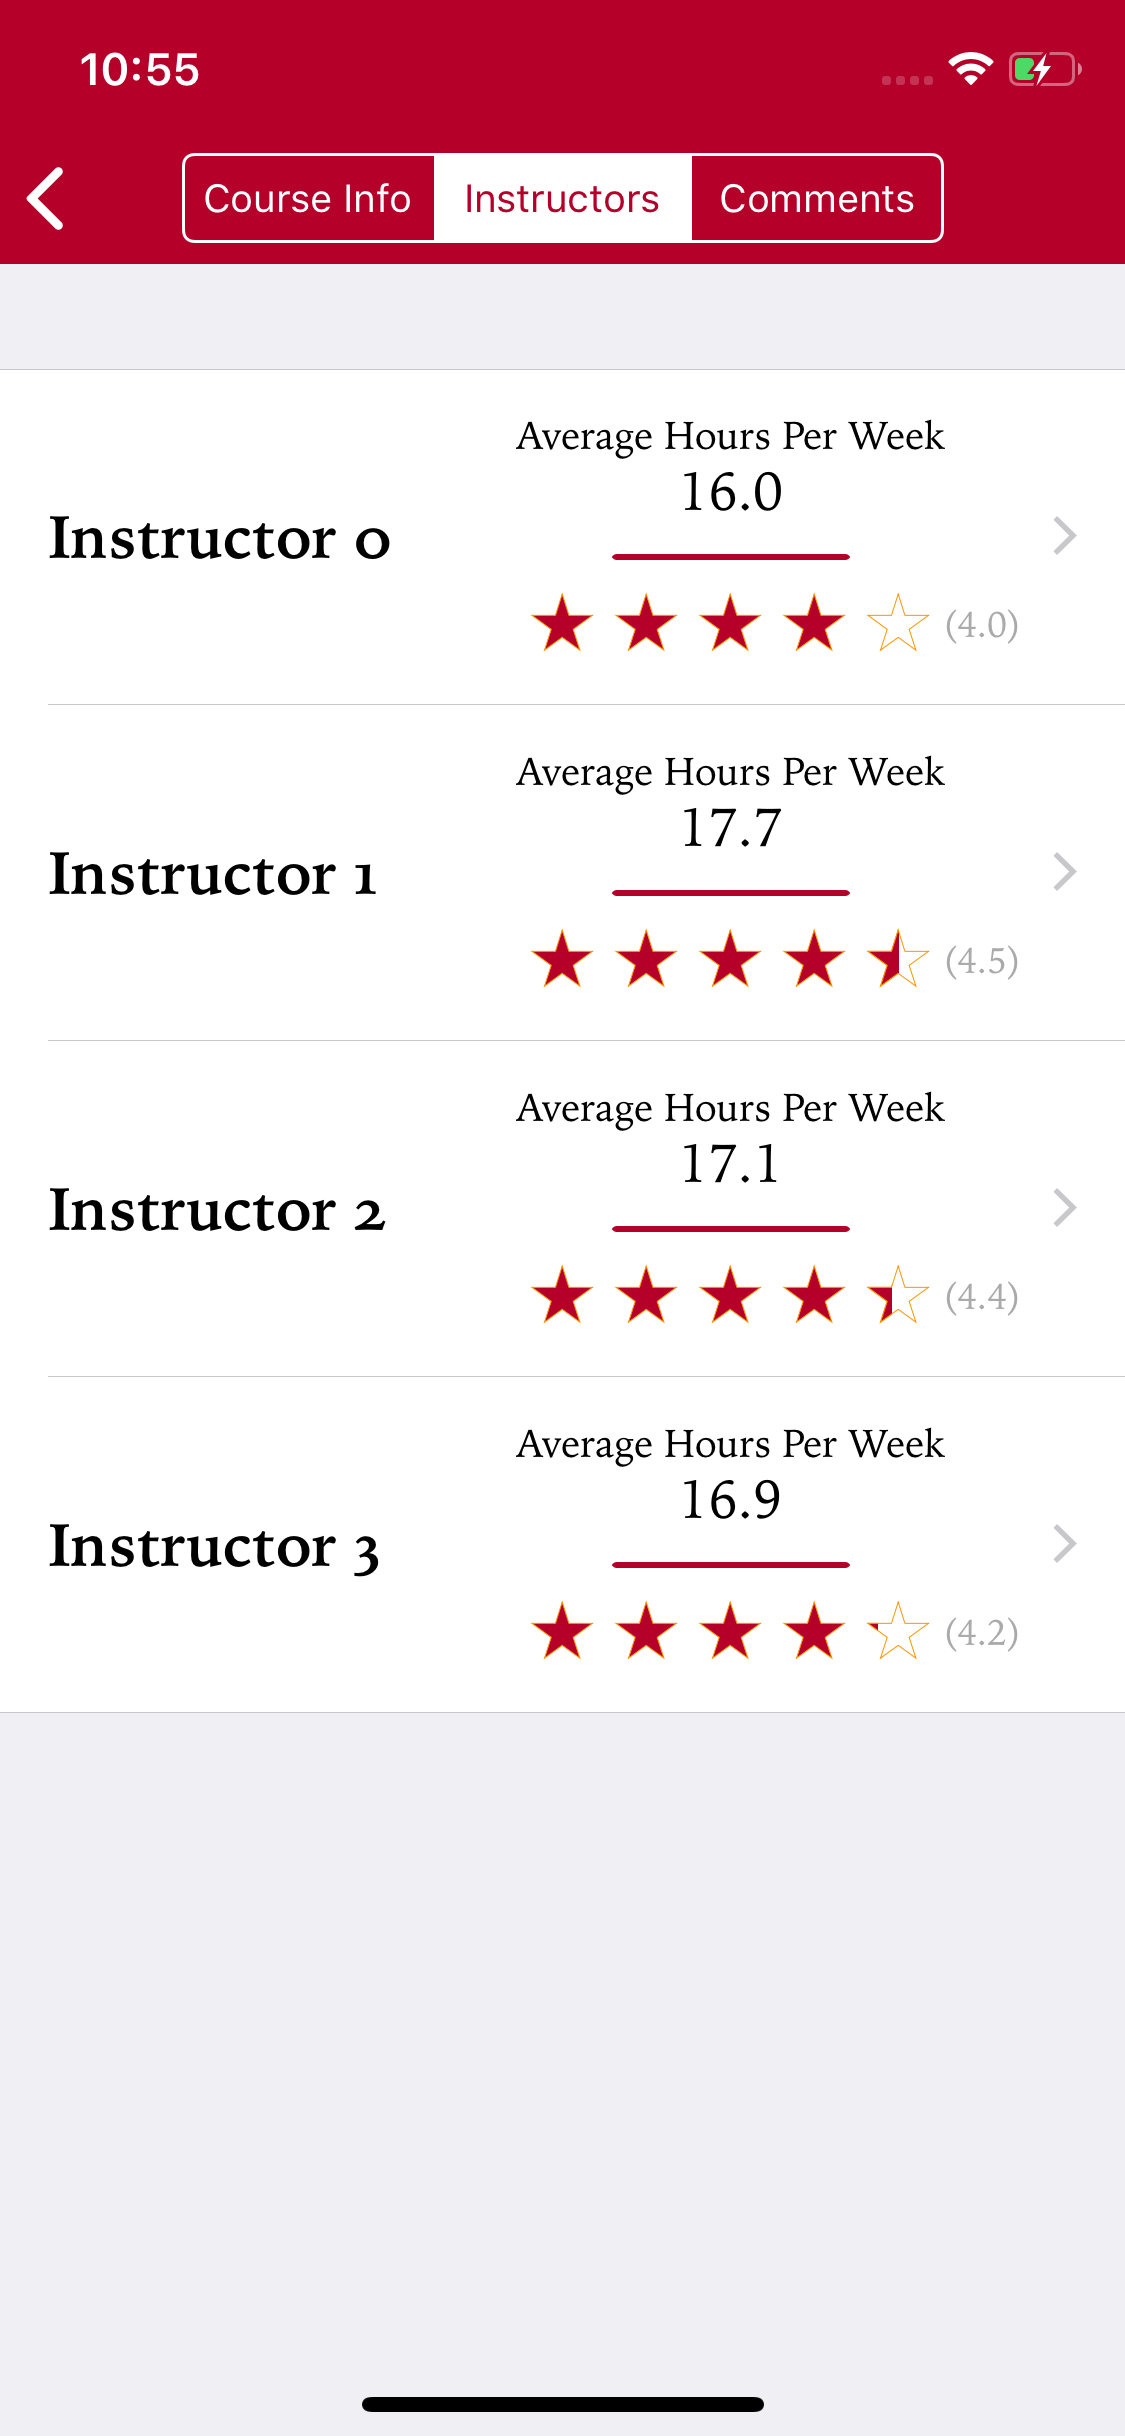 10:55
Course Info Instructors Comments
Average Hours Per Week
16.0
Instructor 0
(4.0)
Average Hours Per Week
17.7
Instructor 1
(4.5)
Average Hours Per Week
17.1
Instructor 2
(4.4)
Average Hours Per Week
16.9
Instructor 3
(4.2)